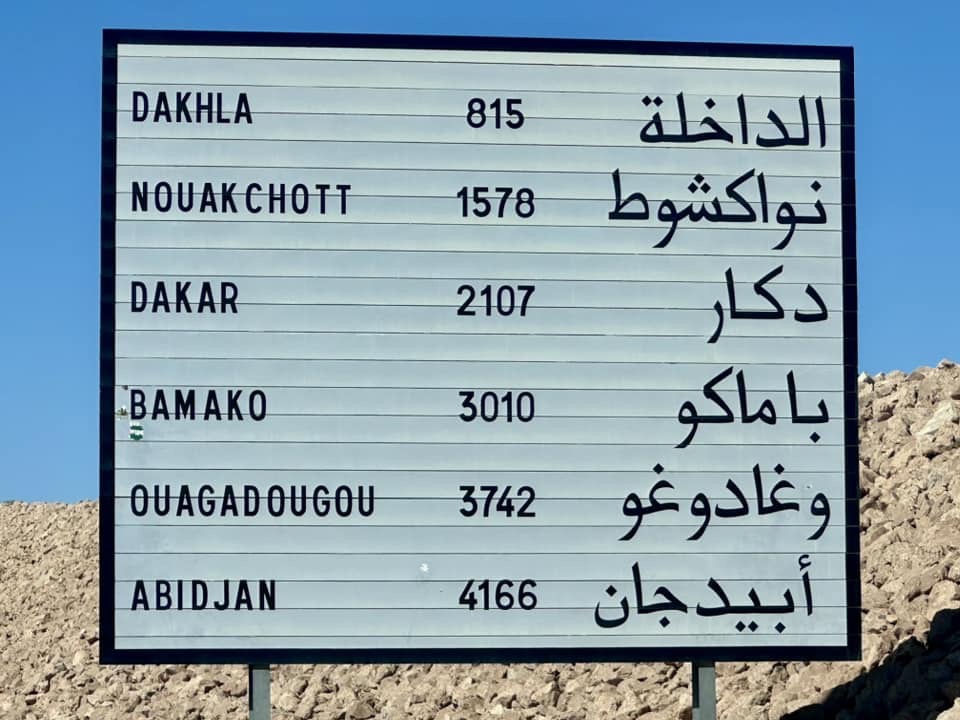 DAKHLA 815 الداخلة
NOUAKCHOTT 1578 نواكشوط
DAKAR 2107 دكار
BAMAKO 3010 باماكو
OUAGADOUGOU 3742 وغادوغو
ABIDJAN 4166 أبيدجان